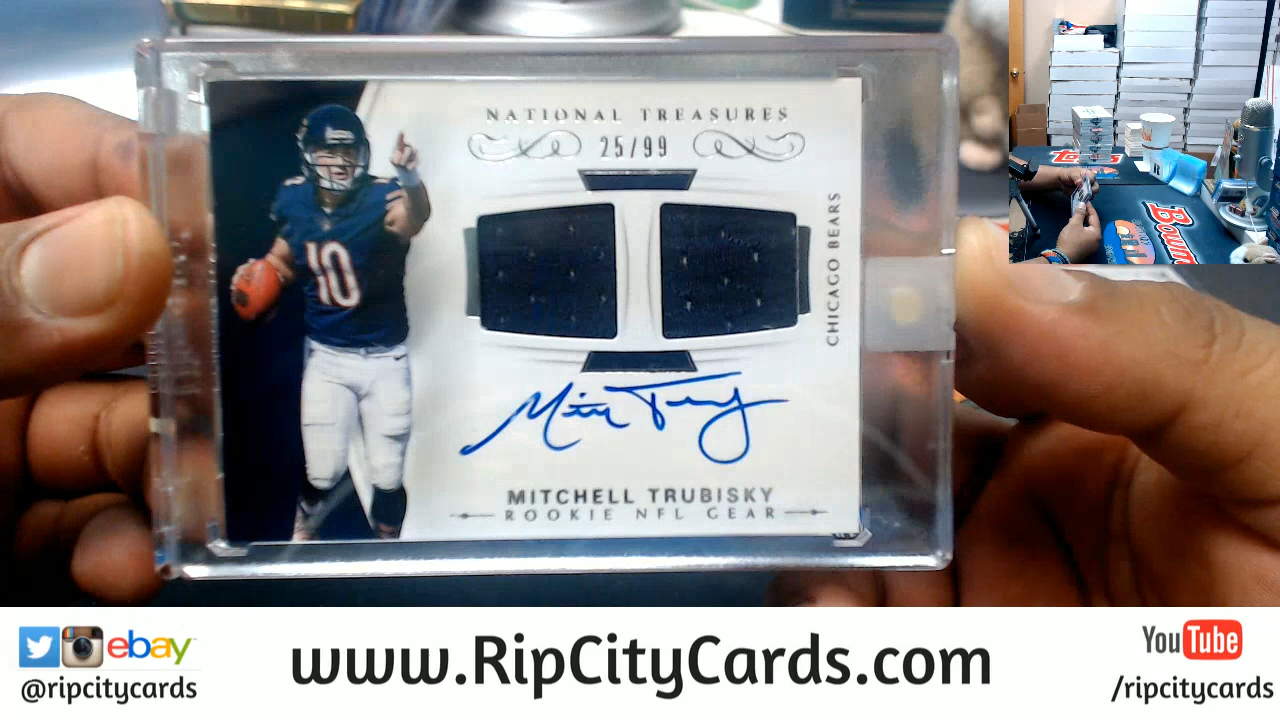 NATIONAL TREASURES
25/99
10
10
CHICAGO BEARS
MITCHELL TRUBISKY
ROOKIE NFL GEAR
ebay
@ripcitycards
www.RipCityCards.com
YouTube
/ripcitycards